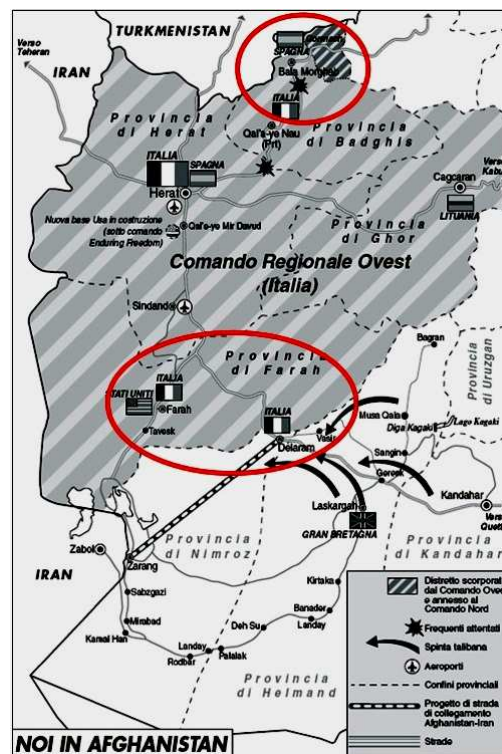 TURKMENISTAN
Verso
Teheran
IRAN
SPAGNA
Bala Morghab
ITALIA
Qal'a-ye Nau
(Prt)
Provincia
di Herat
Provincia
di Badghis
ITALIA
SPAGNA
Herat
Cagcaran
Verso
Kabul
LITUANIA
Nuova base Usa in costruzione
(sotto comando
Enduring Freedom)
Qal'e-ye Mir Davud
Provincia
di Ghor
Comando Regionale Ovest
(Italia)
Sindand
Provincia
di Farah
Bagran
Provincia
di Uruzgan
STATI UNITI
ITALIA
Farah
Tavesk
ITALIA
Delaram
Vasir
Musa Qala
Diga Kagaki
Lago Kagaki
Sangin
Geresk
Kandahar
Verso
Quetta
Laskargah
GRAN BRETAGNA
Provincia
di Nimroz
Provincia
di Kandahar
Zabol
Zarang
IRAN
Sabzgazi
Mirabad
Kamal Han
Rodbar
Landay
Palalak
Deh Su
Landay
Banader
Kirtaka
Provincia
di Helmand
Distretto scorporato
dal Comando Ovest
e annesso al
Comando Nord
Frequenti attentati
Spinta talibana
Aeroporti
Confini provinciali
Progetto di strada
di collegamento
Afghanistan-Iran
Strade
NOI IN AFGHANISTAN